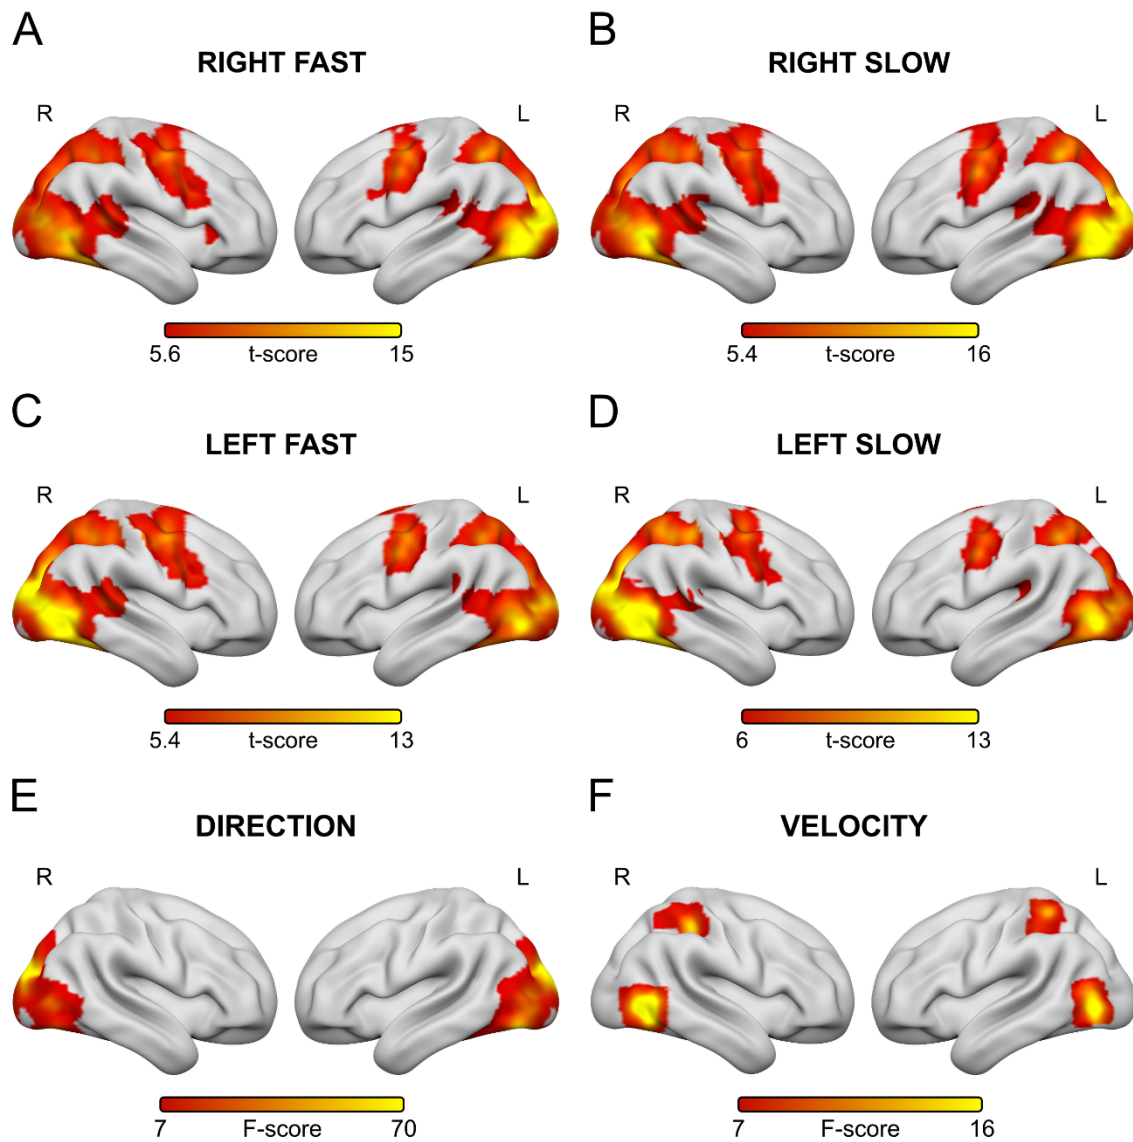 A
RIGHT FAST
R
L
5.6 t-score 15
B
RIGHT SLOW
R
L
5.4 t-score 16
C
LEFT FAST
R
L
5.4 t-score 13
D
LEFT SLOW
R
L
6 t-score 13
E
DIRECTION
R
L
7 F-score 70
F
VELOCITY
R
L
7 F-score 16